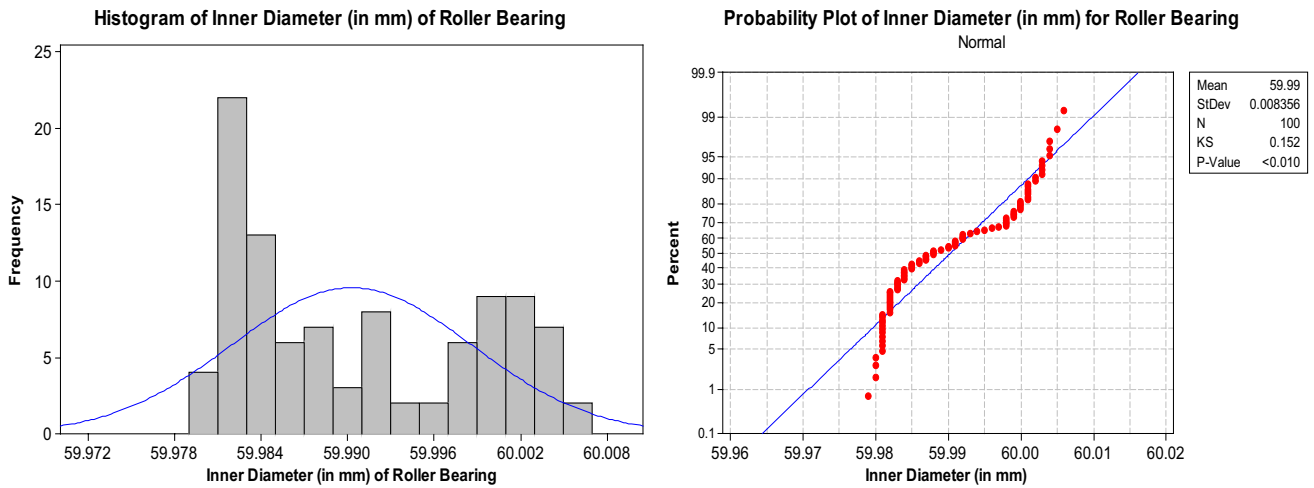 Histogram of Inner Diameter (in mm) of Roller Bearing
25
20
15
10
5
0
Frequency
59.972 59.978 59.984 59.990 59.996 60.002 60.008
Inner Diameter (in mm) of Roller Bearing
Probability Plot of Inner Diameter (in mm) for Roller Bearing
Normal
99.9
99
95
90
80
70
60
50
40
30
20
10
5
1
0.1
Percent
59.96 59.97 59.98 59.99 60.00 60.01 60.02
Inner Diameter (in mm)
Mean 59.99
StDev 0.008356
N 100
KS 0.152
P-Value <0.010